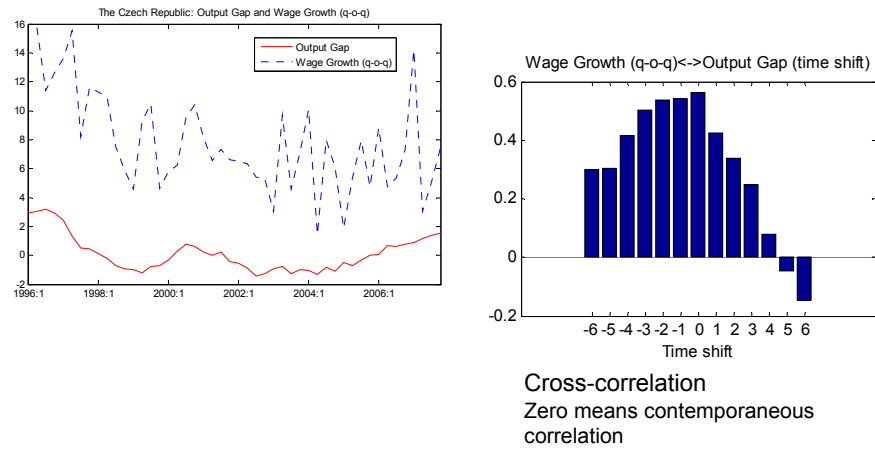 The Czech Republic: Output Gap and Wage Growth (q-o-q)
16
14
12
10
8
6
4
2
0
-2
Output Gap
Wage Growth (q-o-q)
1996:1 1998:1 2000:1 2002:1 2004:1 2006:1
Wage Growth (q-o-q)<->Output Gap (time shift)
0.6
0.4
0.2
0
-0.2
-6 -5 -4 -3 -2 -1 0 1 2 3 4 5 6
Time shift
Cross-correlation
Zero means contemporaneous
correlation